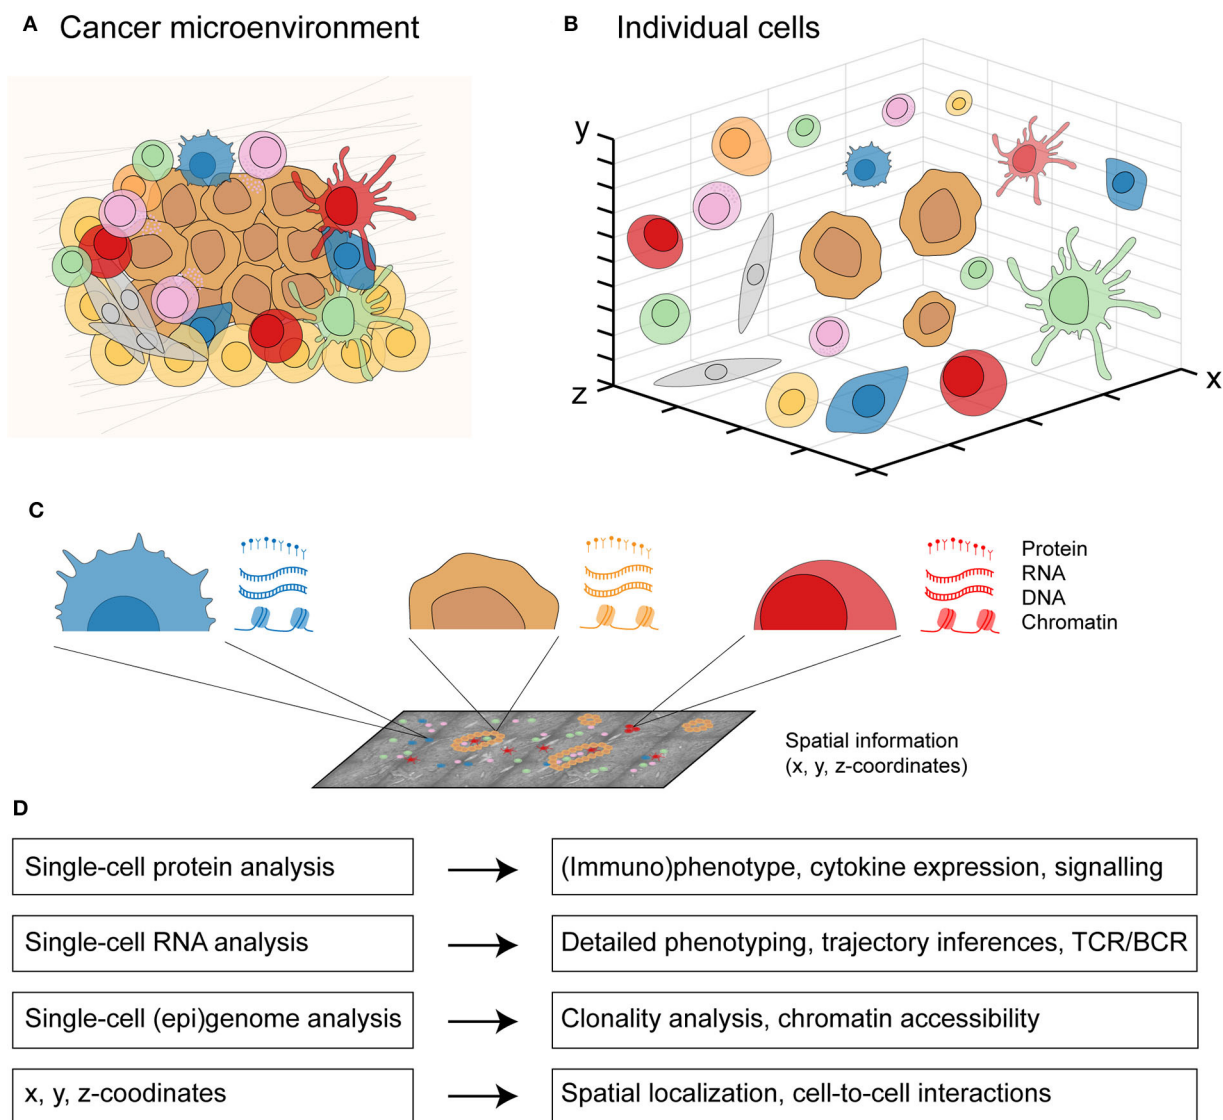 A Cancer microenvironment
B Individual cells
y
z
x
C
Protein
RNA
DNA
Chromatin
Spatial information
(x, y, z-coordinates)
D
Single-cell protein analysis
(Immuno)phenotype, cytokine expression, signalling
Single-cell RNA analysis
Detailed phenotyping, trajectory inferences, TCR/BCR
Single-cell (epi)genome analysis
Clonality analysis, chromatin accessibility
x, y, z-coodinates
Spatial localization, cell-to-cell interactions